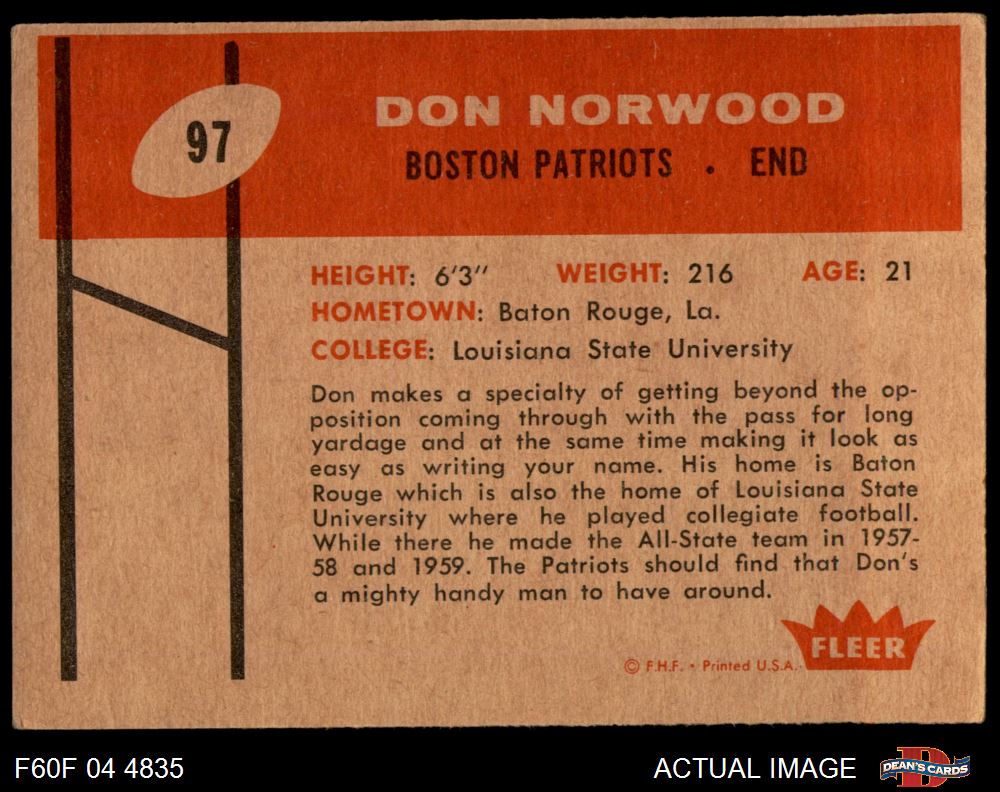 97
DON NORWOOD
BOSTON PATRIOTS . END
HEIGHT: 6'3" WEIGHT: 216 AGE: 21
HOMETOWN: Baton Rouge, La.
COLLEGE: Louisiana State University
Don makes a specialty of getting beyond the op-
position coming through with the pass for long
yardage and at the same time making it look as
easy as writing your name. His home is Baton
Rouge which is also the home of Louisiana State
University where he played collegiate football.
While there he made the All-State team in 1957-
58 and 1959. The Patriots should find that Don's
a mighty handy man to have around.
FLEER
© F.H.F. • Printed U.S.A.
F60F 04 4835 ACTUAL IMAGE DEAN'S CARDS